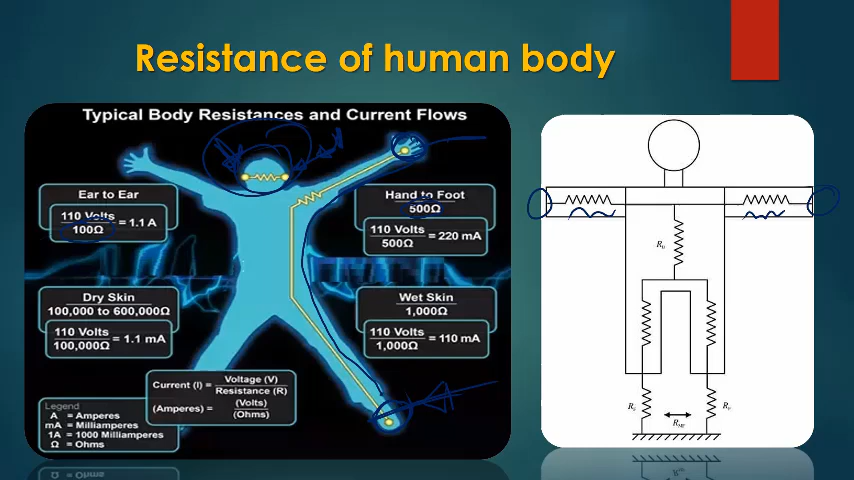 Resistance of human body
Typical Body Resistances and Current Flows
Ear to Ear
110 Volts
100Ω
= 1.1 A
Hand to Foot
500Ω
110 Volts
500Ω
= 220 mA
Dry Skin
100,000 to 600,000Ω
110 Volts
100,000Ω
= 1.1 mA
Wet Skin
1,000Ω
110 Volts
1,000Ω
= 110 mA
Current (I) = Voltage (V)
Resistance (R)
(Amperes) = (Volts)
(Ohms)
Legend
A = Amperes
mA = Milliamperes
1A = 1000 Milliamperes
Ω = Ohms